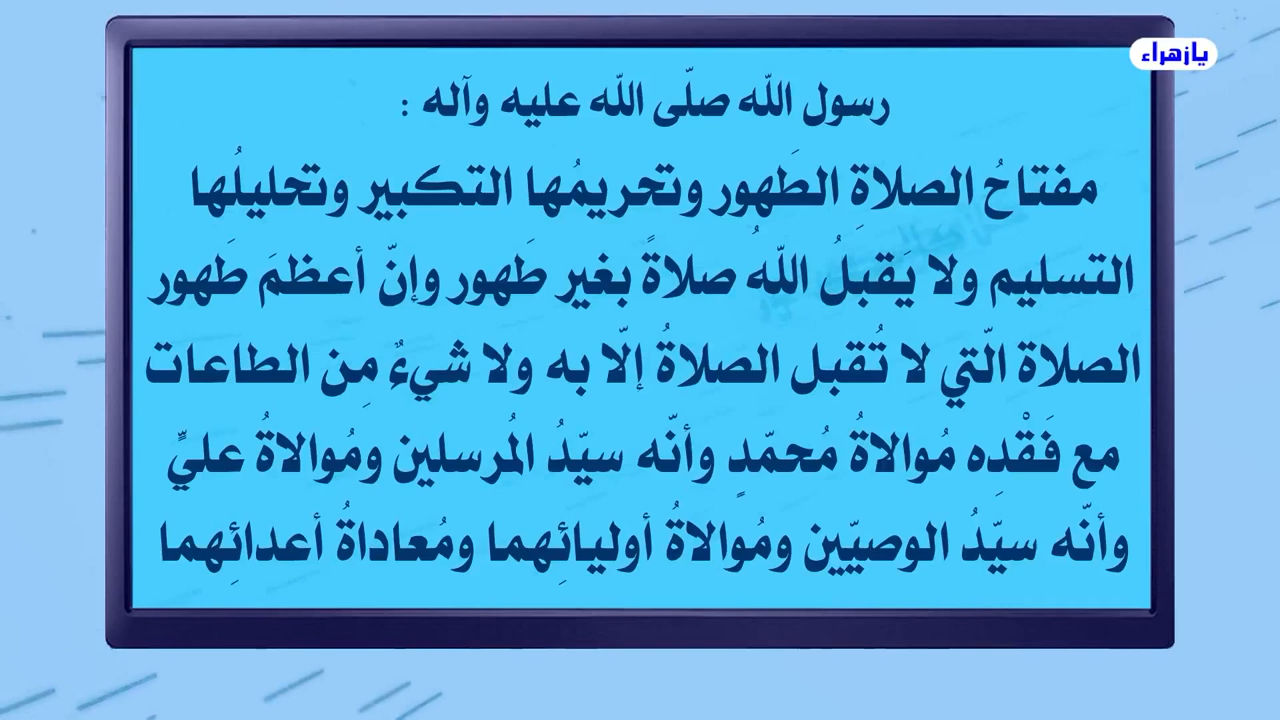 يازهراء
رسول الله صلّى الله عليه وآله :
مفتاحُ الصلاةِ الطَهور وتحريمُها التكبير وتحليلُها
التسليم ولا يَقبلُ اللهُ صلاةً بغير طَهور وإنّ أعظمَ طَهور
الصلاة الّتي لا تُقبل الصلاةُ إلّا به ولا شيءٌ مِن الطاعات
مع فَقْدِه مُوالاةُ مُحمّدٍ وأنّه سيّدُ المُرسلين ومُوالاةُ عليٍّ
وأنّه سيّدُ الوصيّين ومُوالاةُ أوليائِهما ومُعاداةُ أعدائِهما